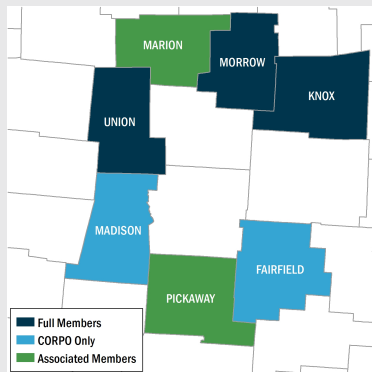 MARION
MORROW
KNOX
UNION
MADISON
FAIRFIELD
PICKAWAY
Full Members
CORPO Only
Associated Members